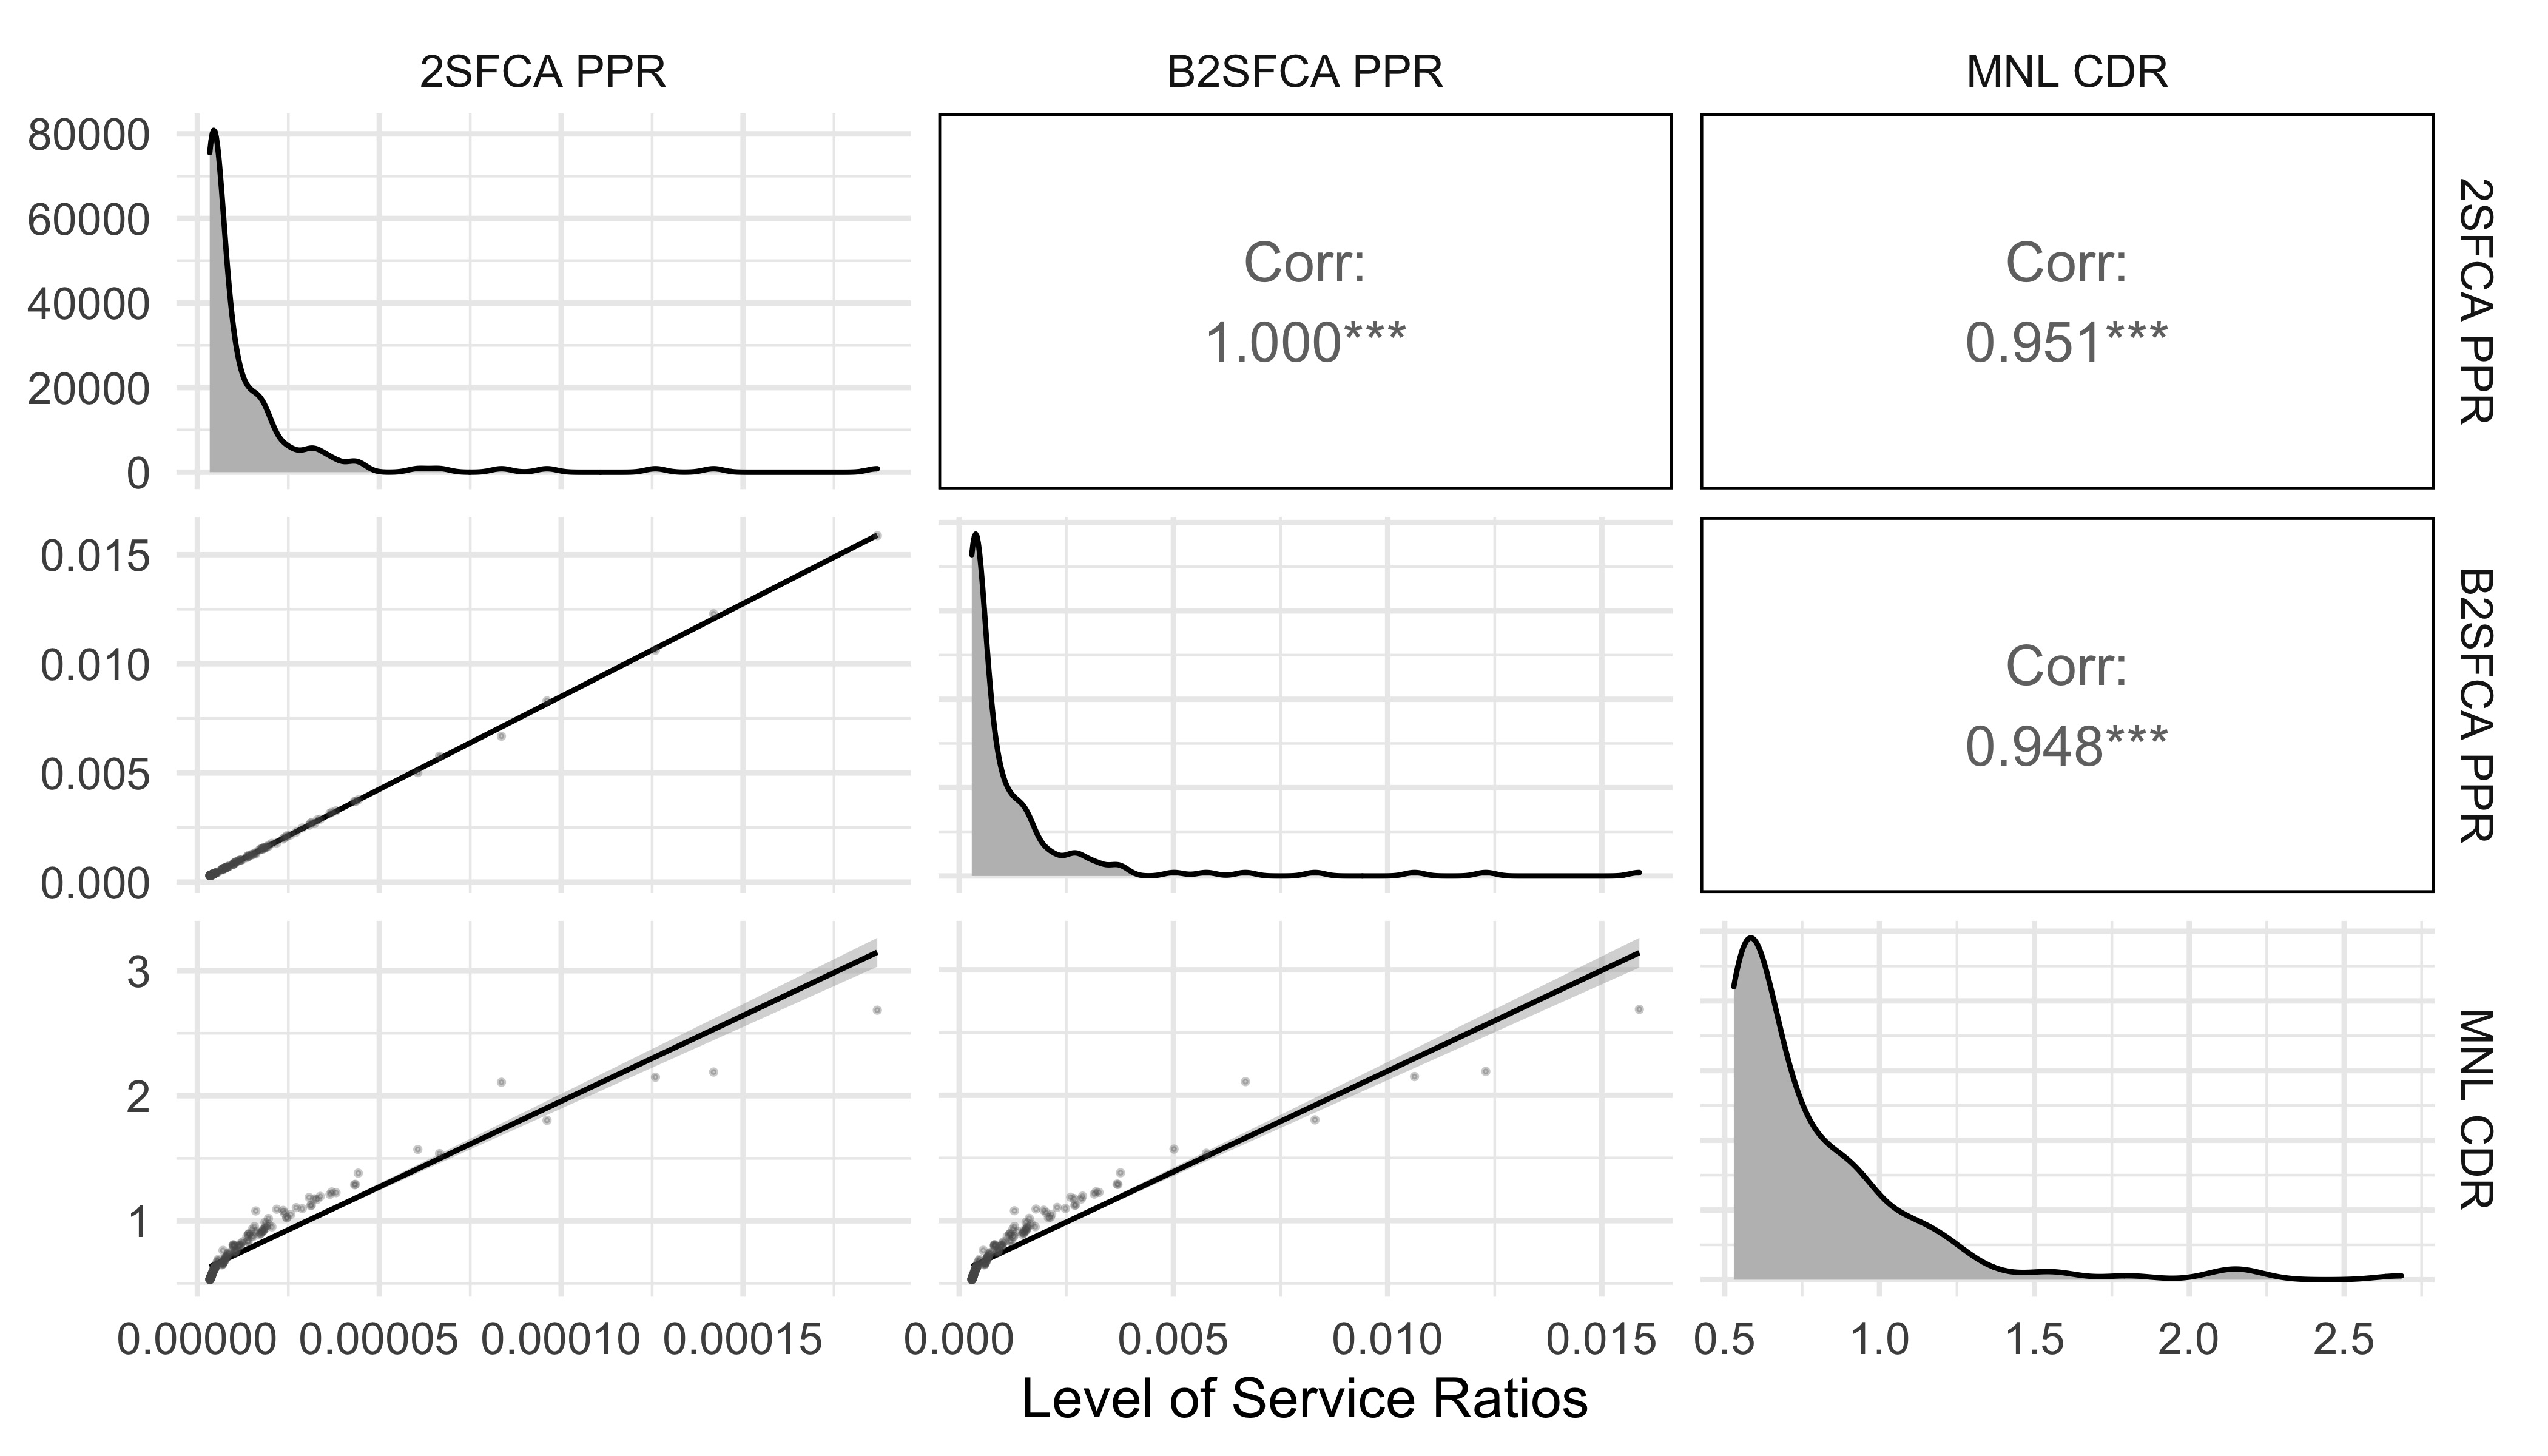 2SFCA PPR B2SFCA PPR MNL CDR
80000
60000
40000
20000
0
Corr:
1.000***
Corr:
0.951***
2SFCA PPR
0.015
0.010
0.005
0.000
Corr:
0.948***
B2SFCA PPR
3
2
1
MNL CDR
0.00000 0.00005 0.00010 0.00015 0.000 0.005 0.010 0.015 0.5 1.0 1.5 2.0 2.5
Level of Service Ratios